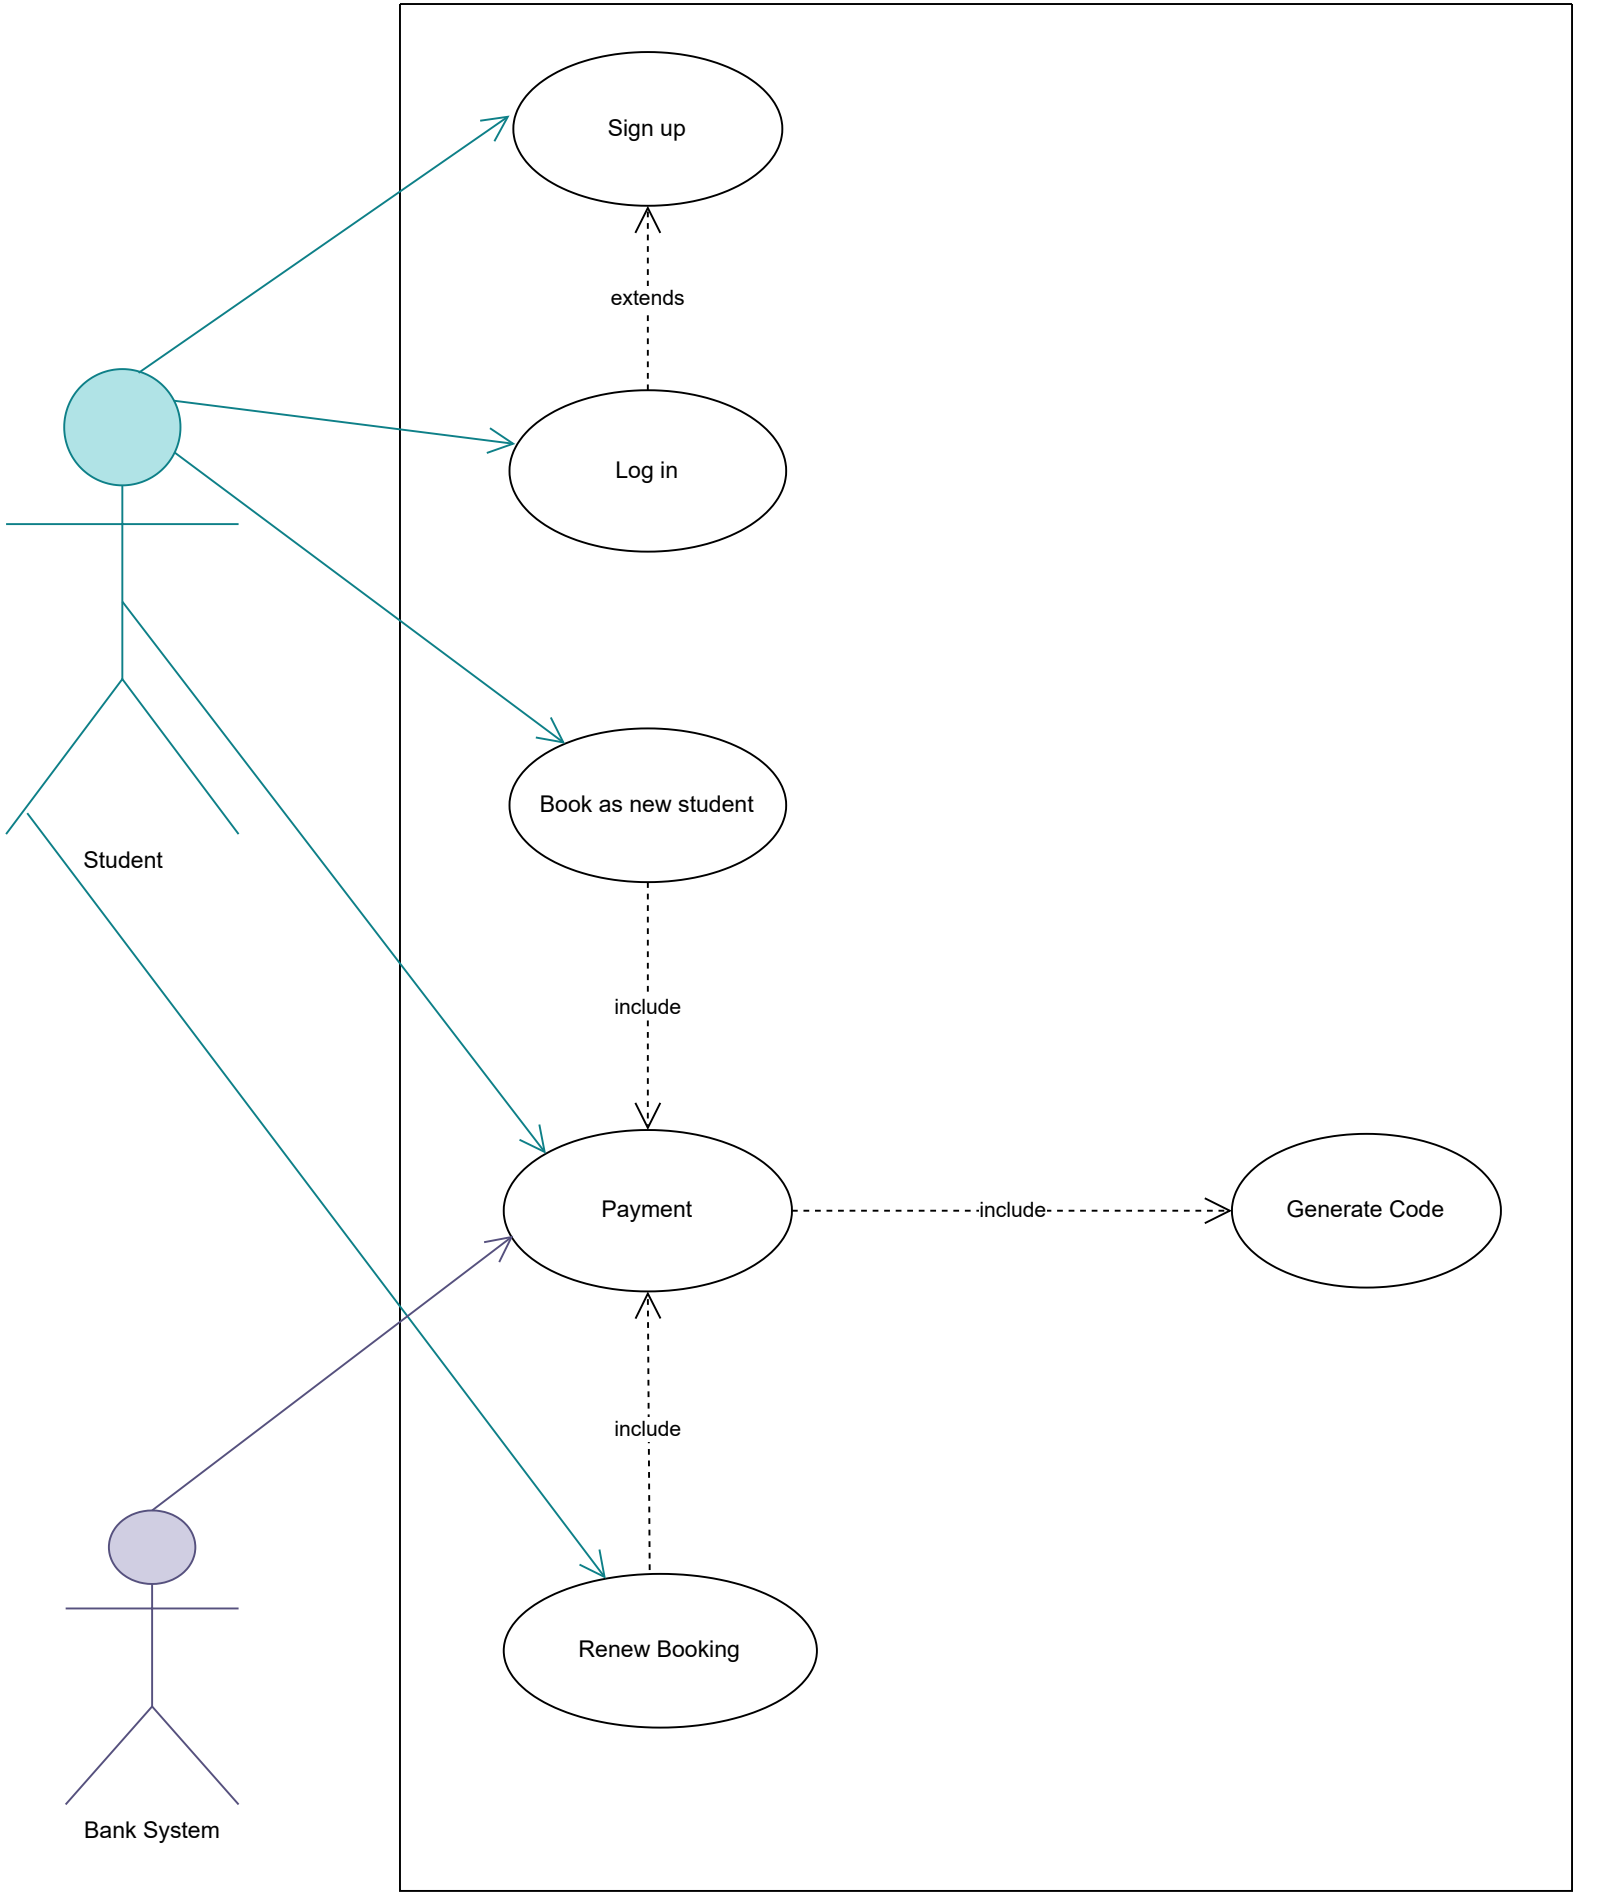 Sign up
extends
Log in
Book as new student
Student
include
Payment
include
Generate Code
include
Renew Booking
Bank System